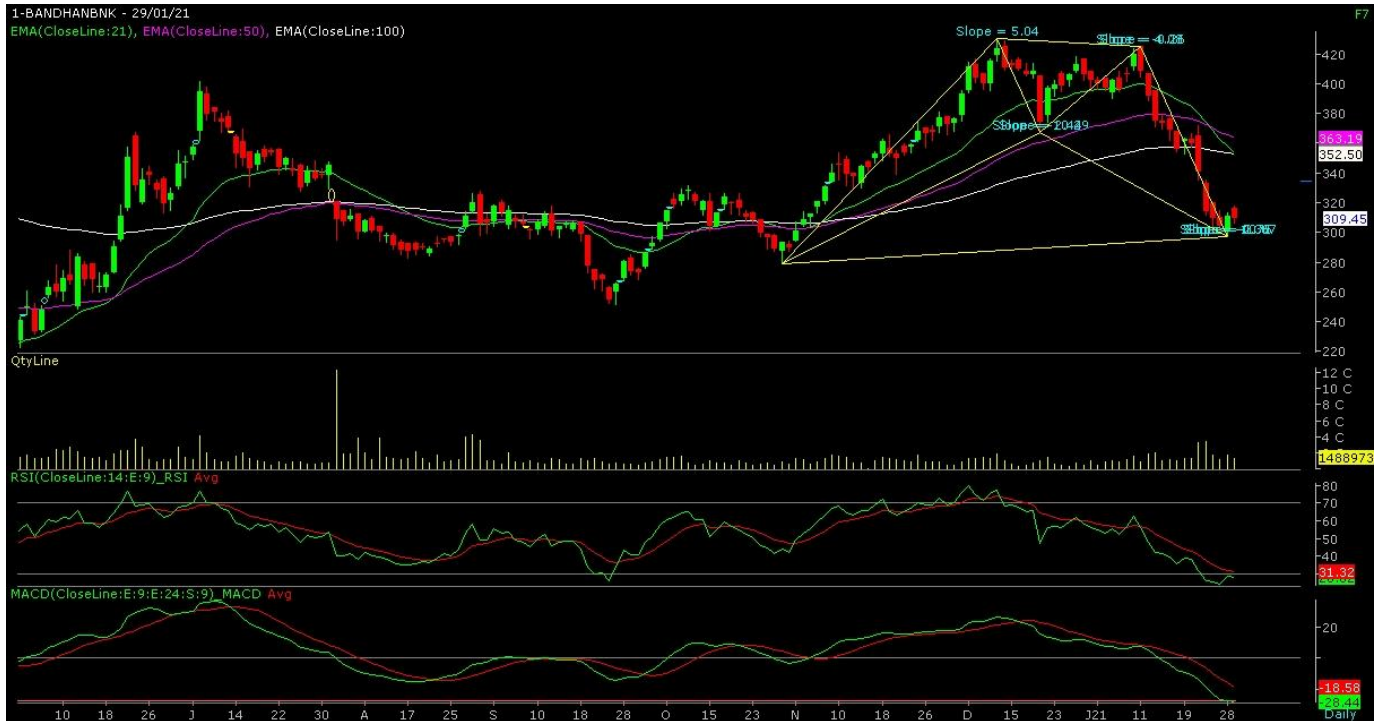 1-BANDHANBNK - 29/01/21
F7
EMA(CloseLine:21), EMA(CloseLine:50), EMA(CloseLine:100)
Slope = 5.04
420
400
380
363.19
352.50
340
320
309.45
300
280
260
240
220
QtyLine
12 C
10 C
8 C
6 C
4 C
1488973
RSI(CloseLine:14:E:9)_RSI Avg
80
70
60
50
40
31.32
MACD(CloseLine:E:9:E:24:S:9)_MACD Avg
20
-18.58
-28.44
10 18 26 J 14 22 30 A 17 25 S 10 18 28 O 15 23 N 10 18 26 D 15 23 J21 11 19 28 Daily